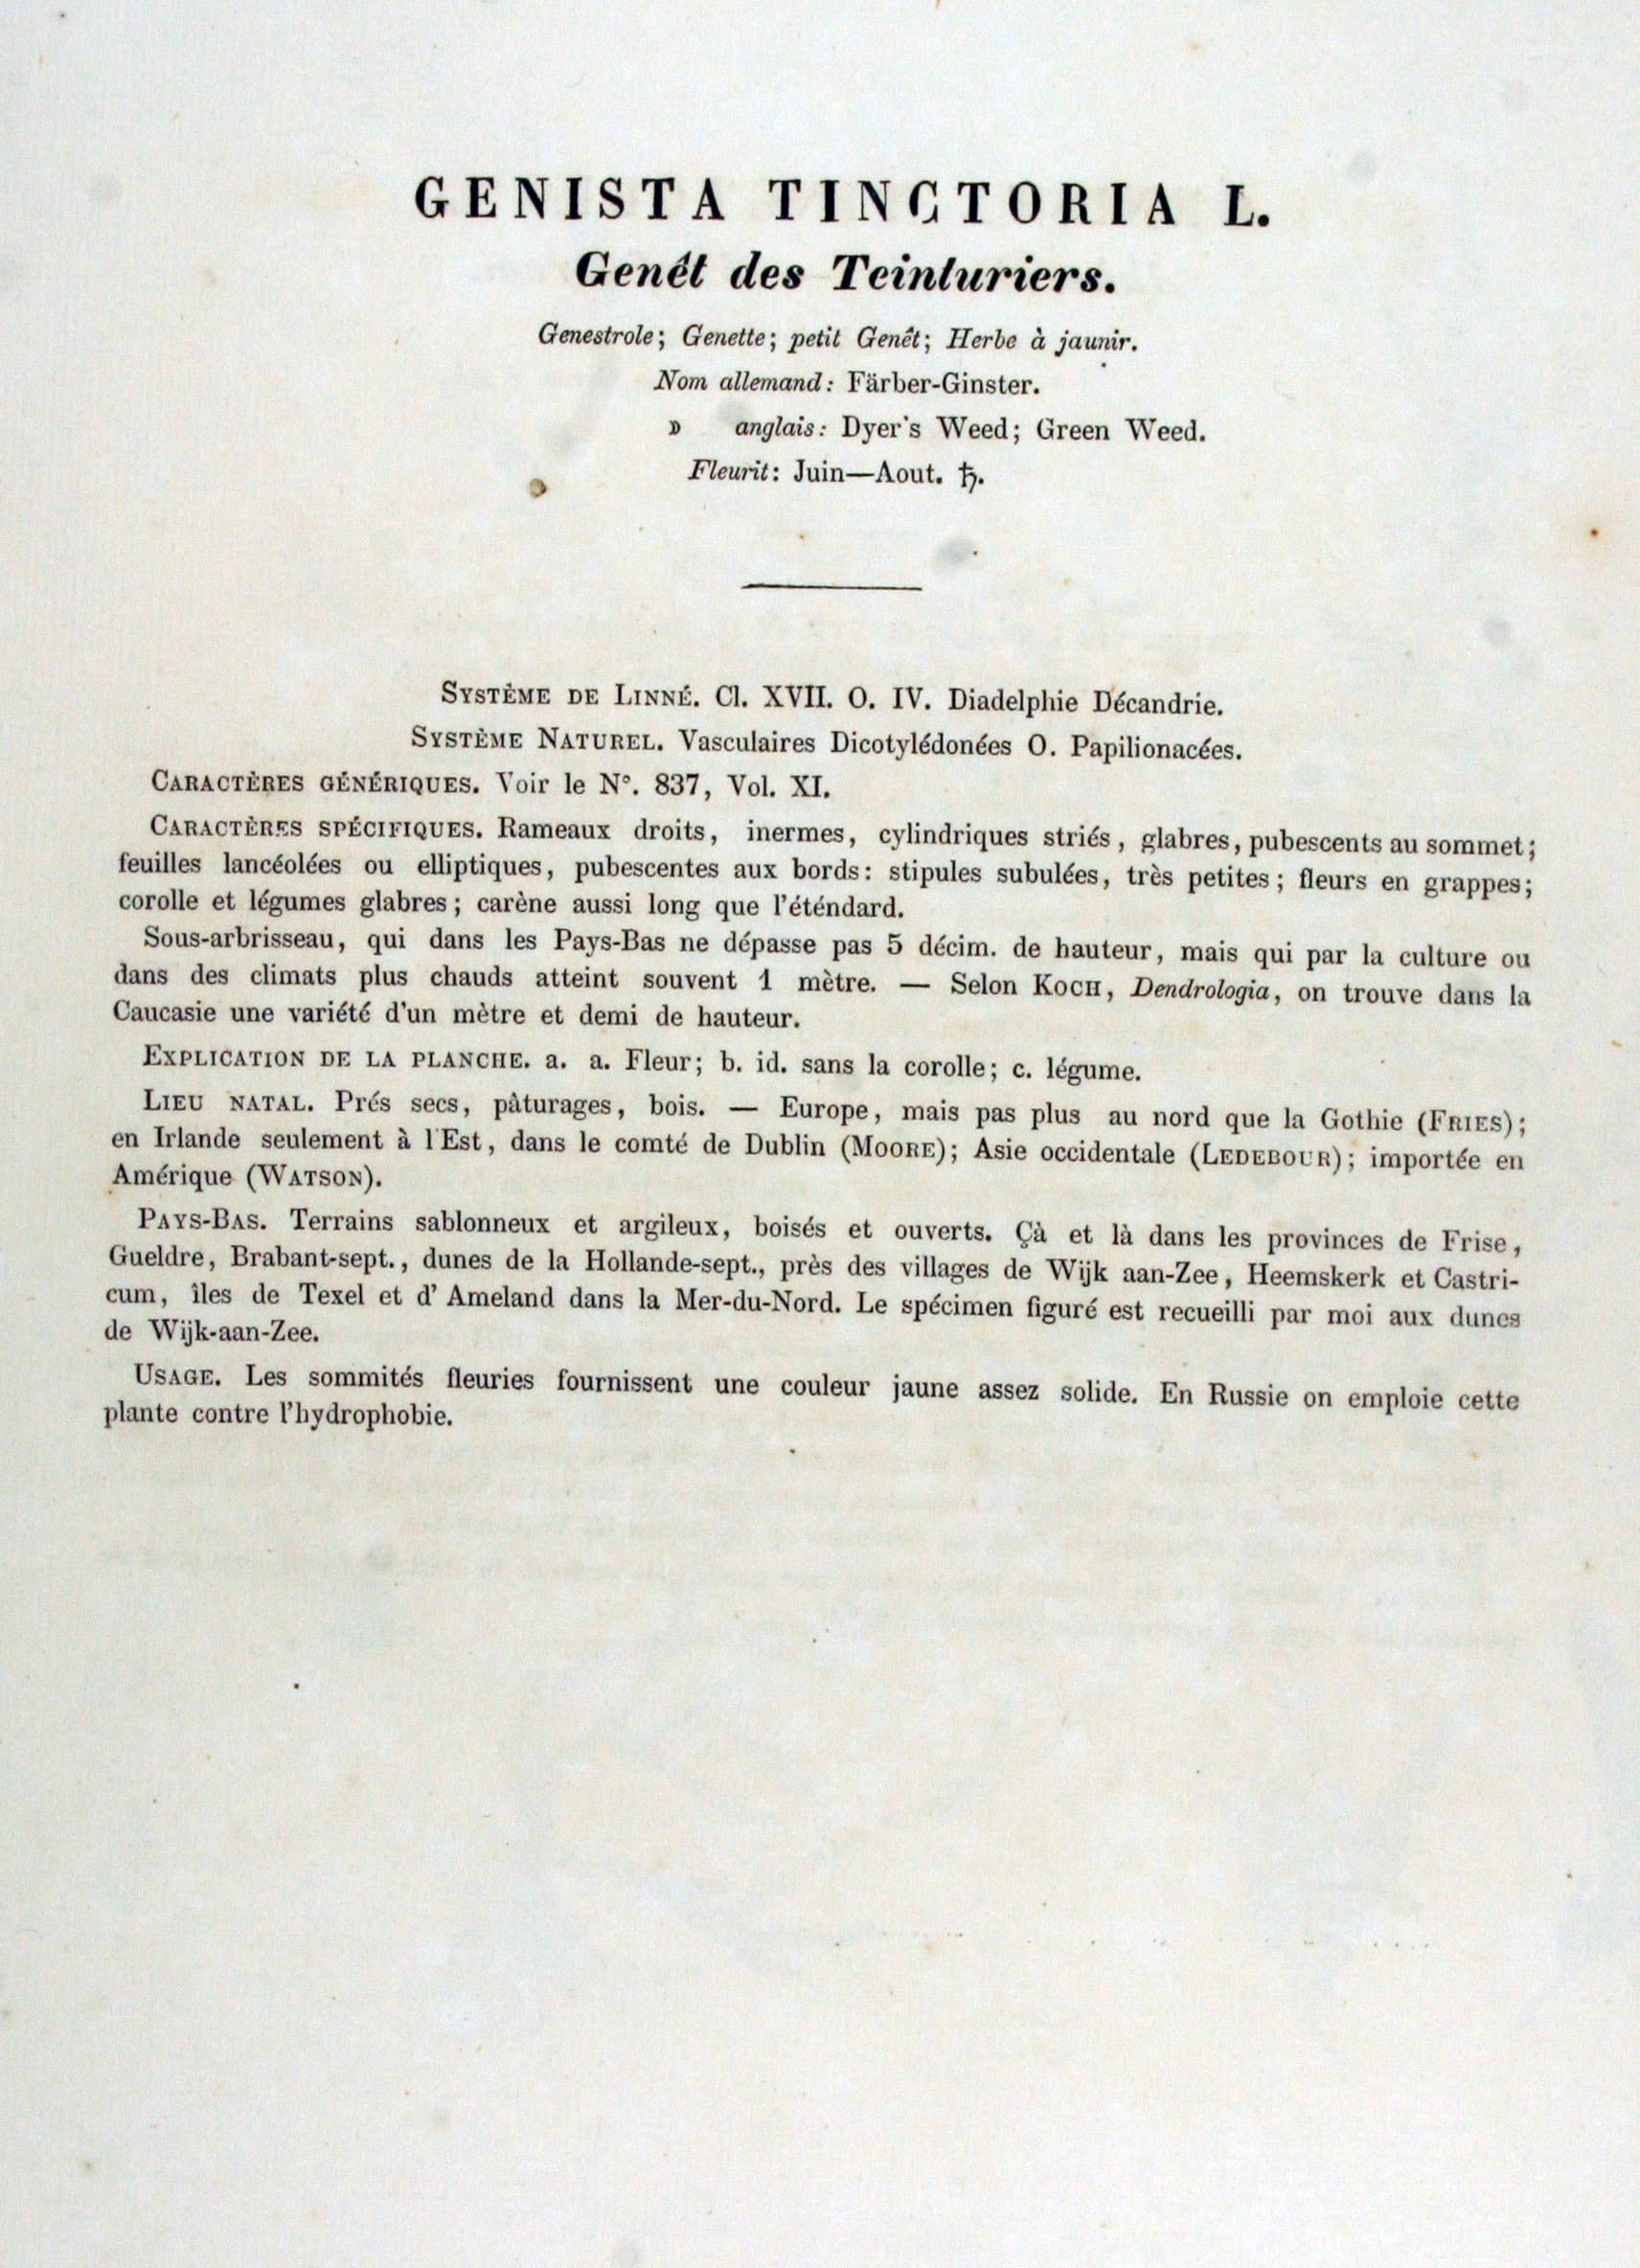 GENISTA TINCTORIA L.
Genêt des Teinturiers.
Genestrole; Genette; petit Genêt; Herbe à jaunir.
Nom allemand: Färber-Ginster.
» anglais: Dyer's Weed; Green Weed.
Fleurit: Juin—Aout. ♄.
Système de Linné. Cl. XVII. O. IV. Diadelphie Décandrie.
Système Naturel. Vasculaires Dicotylédonées O. Papilionacées.
Caractères génériques. Voir le N°. 837, Vol. XI.
Caractères spécifiques. Rameaux droits, inermes, cylindriques striés, glabres, pubescents au sommet;
feuilles lancéolées ou elliptiques, pubescentes aux bords: stipules subulées, très petites; fleurs en grappes;
corolle et légumes glabres; carène aussi long que l'éténdard.
Sous-arbrisseau, qui dans les Pays-Bas ne dépasse pas 5 décim. de hauteur, mais qui par la culture ou
dans des climats plus chauds atteint souvent 1 mètre. — Selon Koch, Dendrologia, on trouve dans la
Caucasie une variété d'un mètre et demi de hauteur.
Explication de la planche. a. a. Fleur; b. id. sans la corolle; c. légume.
Lieu natal. Prés secs, pâturages, bois. — Europe, mais pas plus au nord que la Gothie (Fries);
en Irlande seulement à l'Est, dans le comté de Dublin (Moore); Asie occidentale (Ledebour); importée en
Amérique (Watson).
Pays-Bas. Terrains sablonneux et argileux, boisés et ouverts. Çà et là dans les provinces de Frise,
Gueldre, Brabant-sept., dunes de la Hollande-sept., près des villages de Wijk aan-Zee, Heemskerk et Castri-
cum, îles de Texel et d' Ameland dans la Mer-du-Nord. Le spécimen figuré est recueilli par moi aux dunes
de Wijk-aan-Zee.
Usage. Les sommités fleuries fournissent une couleur jaune assez solide. En Russie on emploie cette
plante contre l'hydrophobie.